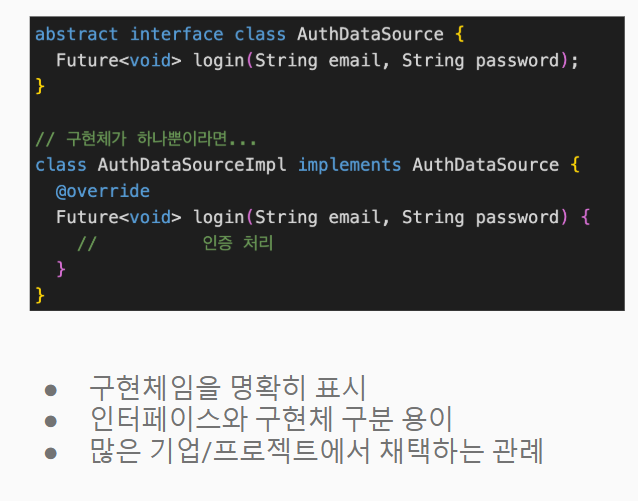 abstract interface class AuthDataSource {
  Future<void> login(String email, String password);
}

// 구현체가 하나뿐이라면...
class AuthDataSourceImpl implements AuthDataSource {
  @override
  Future<void> login(String email, String password) {
    //          인증 처리
  }
}

● 구현체임을 명확히 표시
● 인터페이스와 구현체 구분 용이
● 많은 기업/프로젝트에서 채택하는 관례